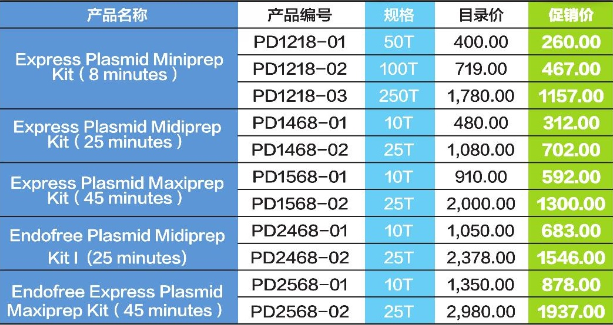 产品名称 产品编号 规格 目录价 促销价
Express Plasmid Miniprep
Kit（8 minutes）
PD1218-01 50T 400.00 260.00
PD1218-02 100T 719.00 467.00
PD1218-03 250T 1,780.00 1157.00
Express Plasmid Midiprep
Kit（25 minutes）
PD1468-01 10T 480.00 312.00
PD1468-02 25T 1,080.00 702.00
Express Plasmid Maxiprep
Kit（45 minutes）
PD1568-01 10T 910.00 592.00
PD1568-02 25T 2,000.00 1300.00
Endofree Plasmid Midiprep
Kit I（25 minutes)
PD2468-01 10T 1,050.00 683.00
PD2468-02 25T 2,378.00 1546.00
Endofree Express Plasmid
Maxiprep Kit（45 minutes）
PD2568-01 10T 1,350.00 878.00
PD2568-02 25T 2,980.00 1937.00